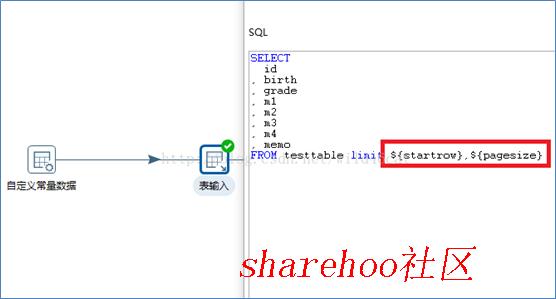 SQL
SELECT
id
, birth
, grade
, m1
, m2
, m3
, m4
, memo
FROM testtable limit ${startrow},${pagesize}
自定义常量数据
表输入
sharehoo社区